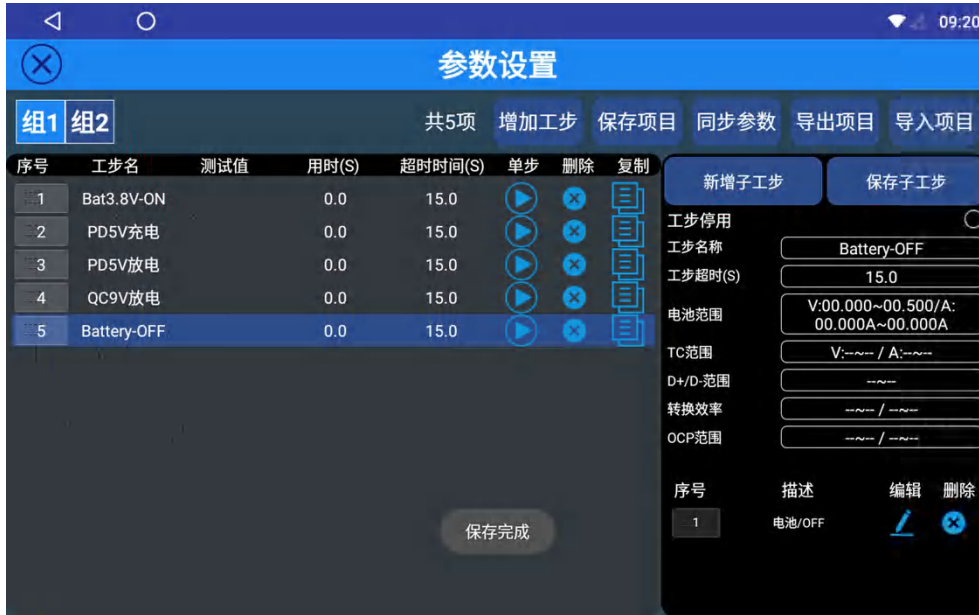 09:20
参数设置
组1 组2 共5项 增加工步 保存项目 同步参数 导出项目 导入项目
序号 工步名 测试值 用时(S) 超时时间(S) 单步 删除 复制
1 Bat3.8V-ON 0.0 15.0
2 PD5V充电 0.0 15.0
3 PD5V放电 0.0 15.0
4 QC9V放电 0.0 15.0
5 Battery-OFF 0.0 15.0
保存完成
新增子工步 保存子工步
工步停用
工步名称 Battery-OFF
工步超时(S) 15.0
电池范围 V:00.000~00.500/A:
00.000A~00.000A
TC范围 V:--~-- / A:--~--
D+/D-范围 --~--
转换效率 --~-- / --~--
OCP范围 --~-- / --~--
序号 描述 编辑 删除
1 电池/OFF